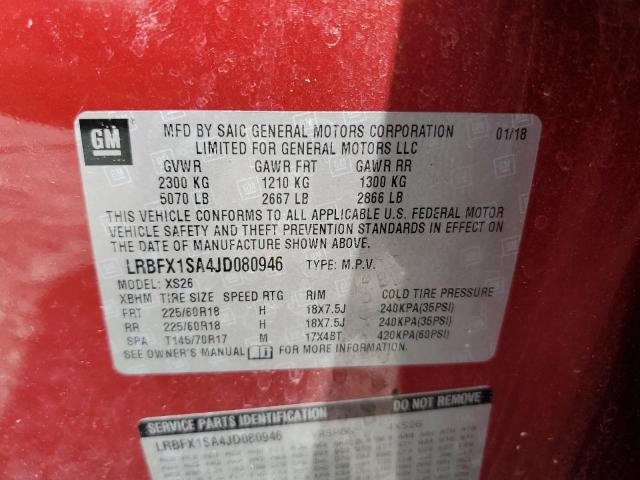 GM
MFD BY SAIC GENERAL MOTORS CORPORATION 01/18
LIMITED FOR GENERAL MOTORS LLC
GVWR GAWR FRT GAWR RR
2300 KG 1210 KG 1300 KG
5070 LB 2667 LB 2866 LB
THIS VEHICLE CONFORMS TO ALL APPLICABLE U.S. FEDERAL MOTOR
VEHICLE SAFETY AND THEFT PREVENTION STANDARDS IN EFFECT ON
THE DATE OF MANUFACTURE SHOWN ABOVE.
LRBFX1SA4JD080946 TYPE: M.P.V.
MODEL: XS26
XBHM TIRE SIZE SPEED RTG RIM COLD TIRE PRESSURE
FRT 225/60R18 H 18X7.5J 240KPA(35PSI)
RR 225/60R18 H 18X7.5J 240KPA(35PSI)
SPA T145/70R17 M 17X4BT 420KPA(60PSI)
SEE OWNER'S MANUAL FOR MORE INFORMATION.
SERVICE PARTS IDENTIFICATION DO NOT REMOVE
LRBFX1SA4JD080946 4XS26